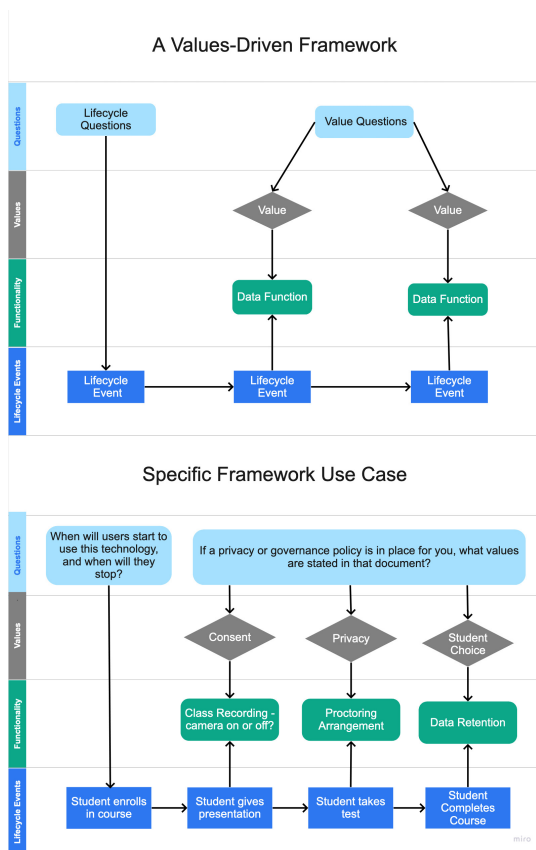 A Values-Driven Framework
Questions
Lifecycle
Questions
Value Questions
Values
Value
Value
Functionality
Data Function
Data Function
Lifecycle Events
Lifecycle
Event
Lifecycle
Event
Lifecycle
Event
Specific Framework Use Case
Questions
When will users start to
use this technology,
and when will they
stop?
If a privacy or governance policy is in place for you, what values
are stated in that document?
Values
Consent
Privacy
Student
Choice
Functionality
Class Recording -
camera on or off?
Proctoring
Arrangement
Data Retention
Lifecycle Events
Student enrolls
in course
Student gives
presentation
Student takes
test
Student
Completes
Course
miro